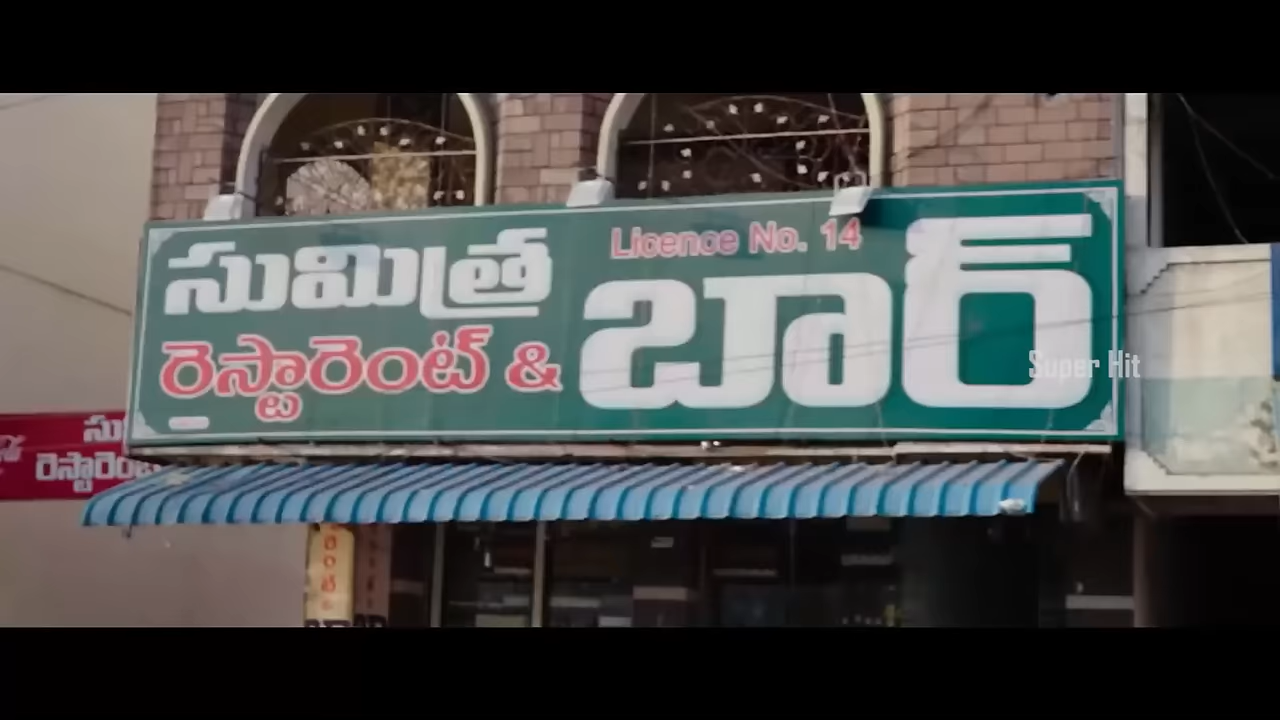 సుమిత్ర
Licence No. 14
రెస్టారెంట్ &
బార్
Super Hit
సు
రెస్టారెంట